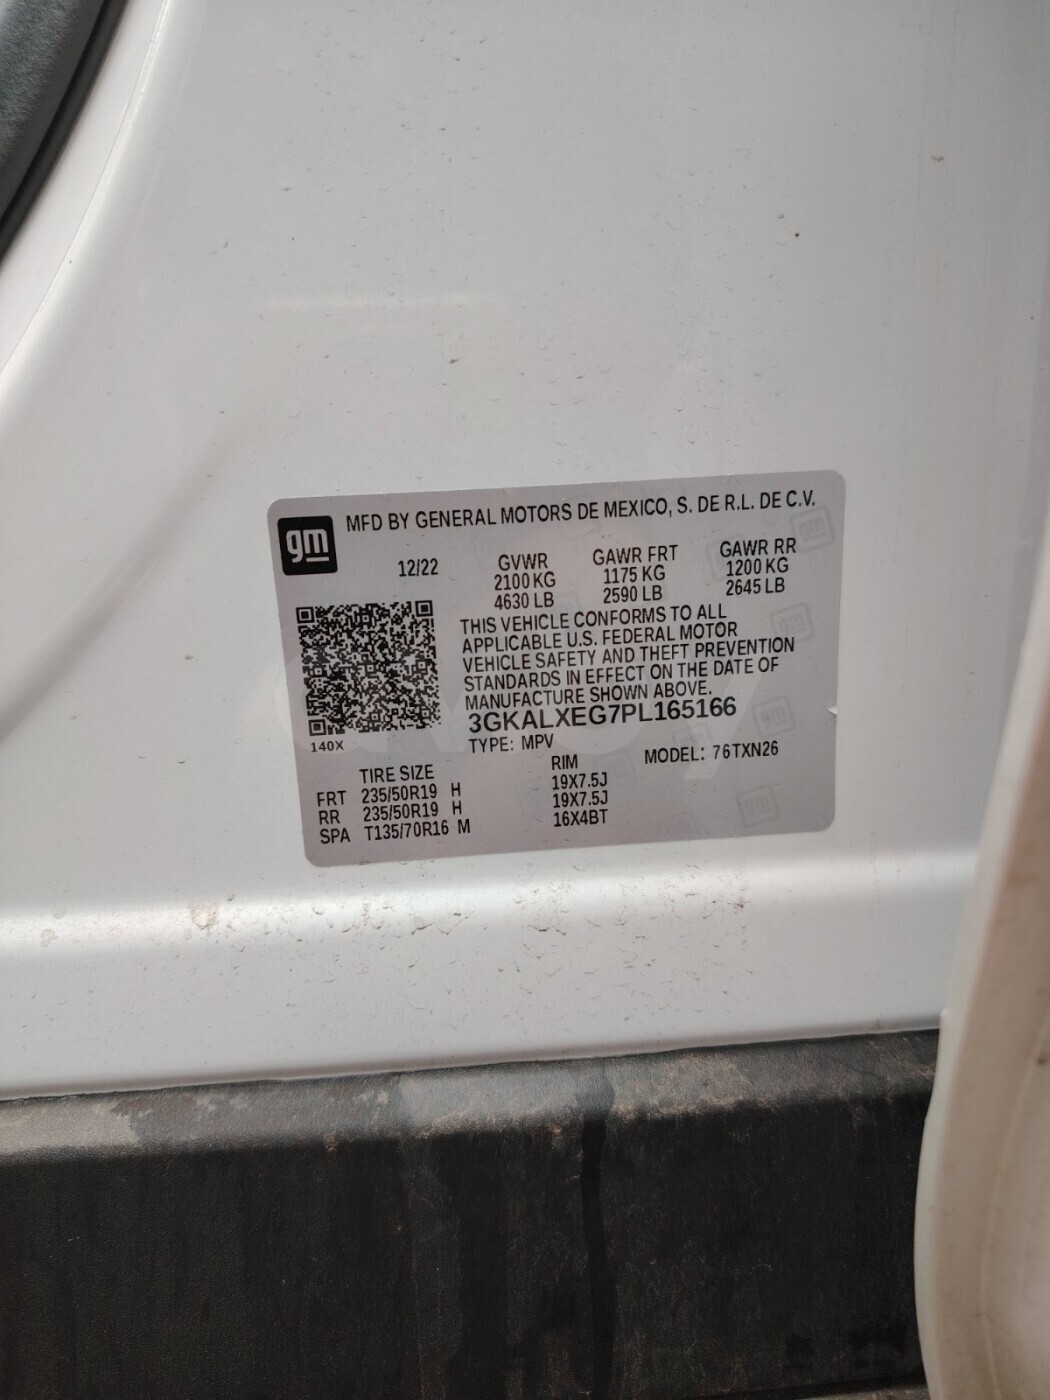 gm
MFD BY GENERAL MOTORS DE MEXICO, S. DE R.L. DE C.V.
12/22 GVWR GAWR FRT GAWR RR
2100 KG 1175 KG 1200 KG
4630 LB 2590 LB 2645 LB
THIS VEHICLE CONFORMS TO ALL
APPLICABLE U.S. FEDERAL MOTOR
VEHICLE SAFETY AND THEFT PREVENTION
STANDARDS IN EFFECT ON THE DATE OF
MANUFACTURE SHOWN ABOVE.
3GKALXEG7PL165166
140X
TYPE: MPV MODEL: 76TXN26
TIRE SIZE RIM
FRT 235/50R19 H 19X7.5J
RR 235/50R19 H 19X7.5J
SPA T135/70R16 M 16X4BT